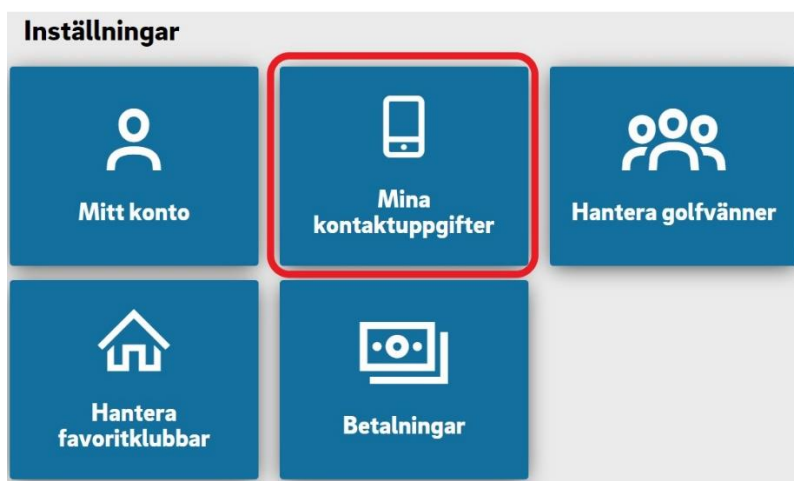 Inställningar
Mitt konto
Mina
kontaktuppgifter
Hantera golfvänner
Hantera
favoritklubbar
Betalningar